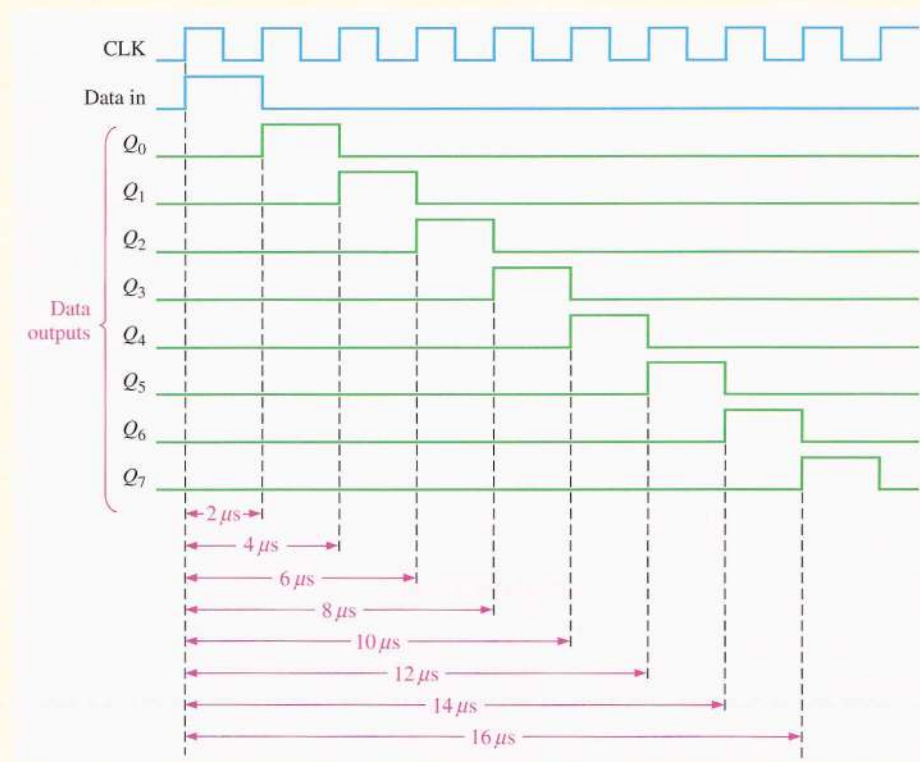 CLK
Data in
Q0
Q1
Q2
Q3
Data
outputs
Q4
Q5
Q6
Q7
2 μs
4 μs
6 μs
8 μs
10 μs
12 μs
14 μs
16 μs